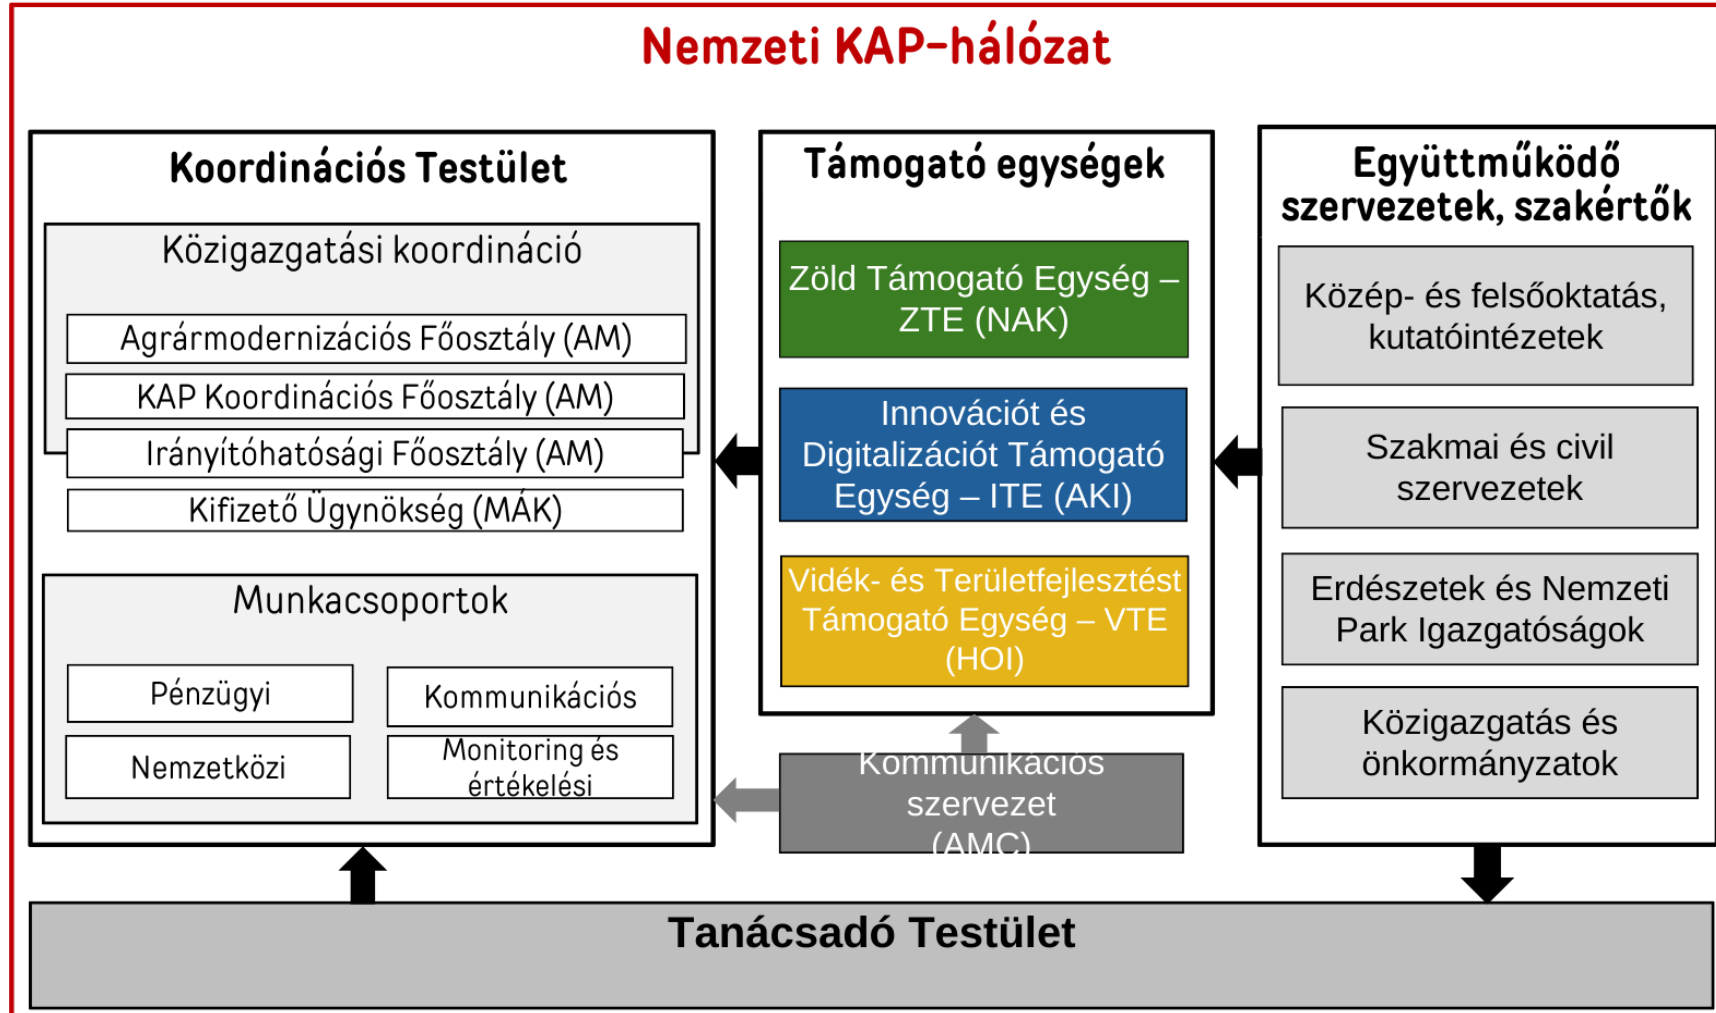 Nemzeti KAP-hálózat
Koordinációs Testület
Közigazgatási koordináció
Agrármodernizációs Főosztály (AM)
KAP Koordinációs Főosztály (AM)
Irányítóhatósági Főosztály (AM)
Kifizető Ügynökség (MÁK)
Munkacsoportok
Pénzügyi
Kommunikációs
Nemzetközi
Monitoring és
értékelési
Támogató egységek
Zöld Támogató Egység –
ZTE (NAK)
Innovációt és
Digitalizációt Támogató
Egység – ITE (AKI)
Vidék- és Területfejlesztést
Támogató Egység – VTE
(HOI)
Kommunikációs
szervezet
(AMC)
Együttműködő
szervezetek, szakértők
Közép- és felsőoktatás,
kutatóintézetek
Szakmai és civil
szervezetek
Erdészetek és Nemzeti
Park Igazgatóságok
Közigazgatás és
önkormányzatok
Tanácsadó Testület